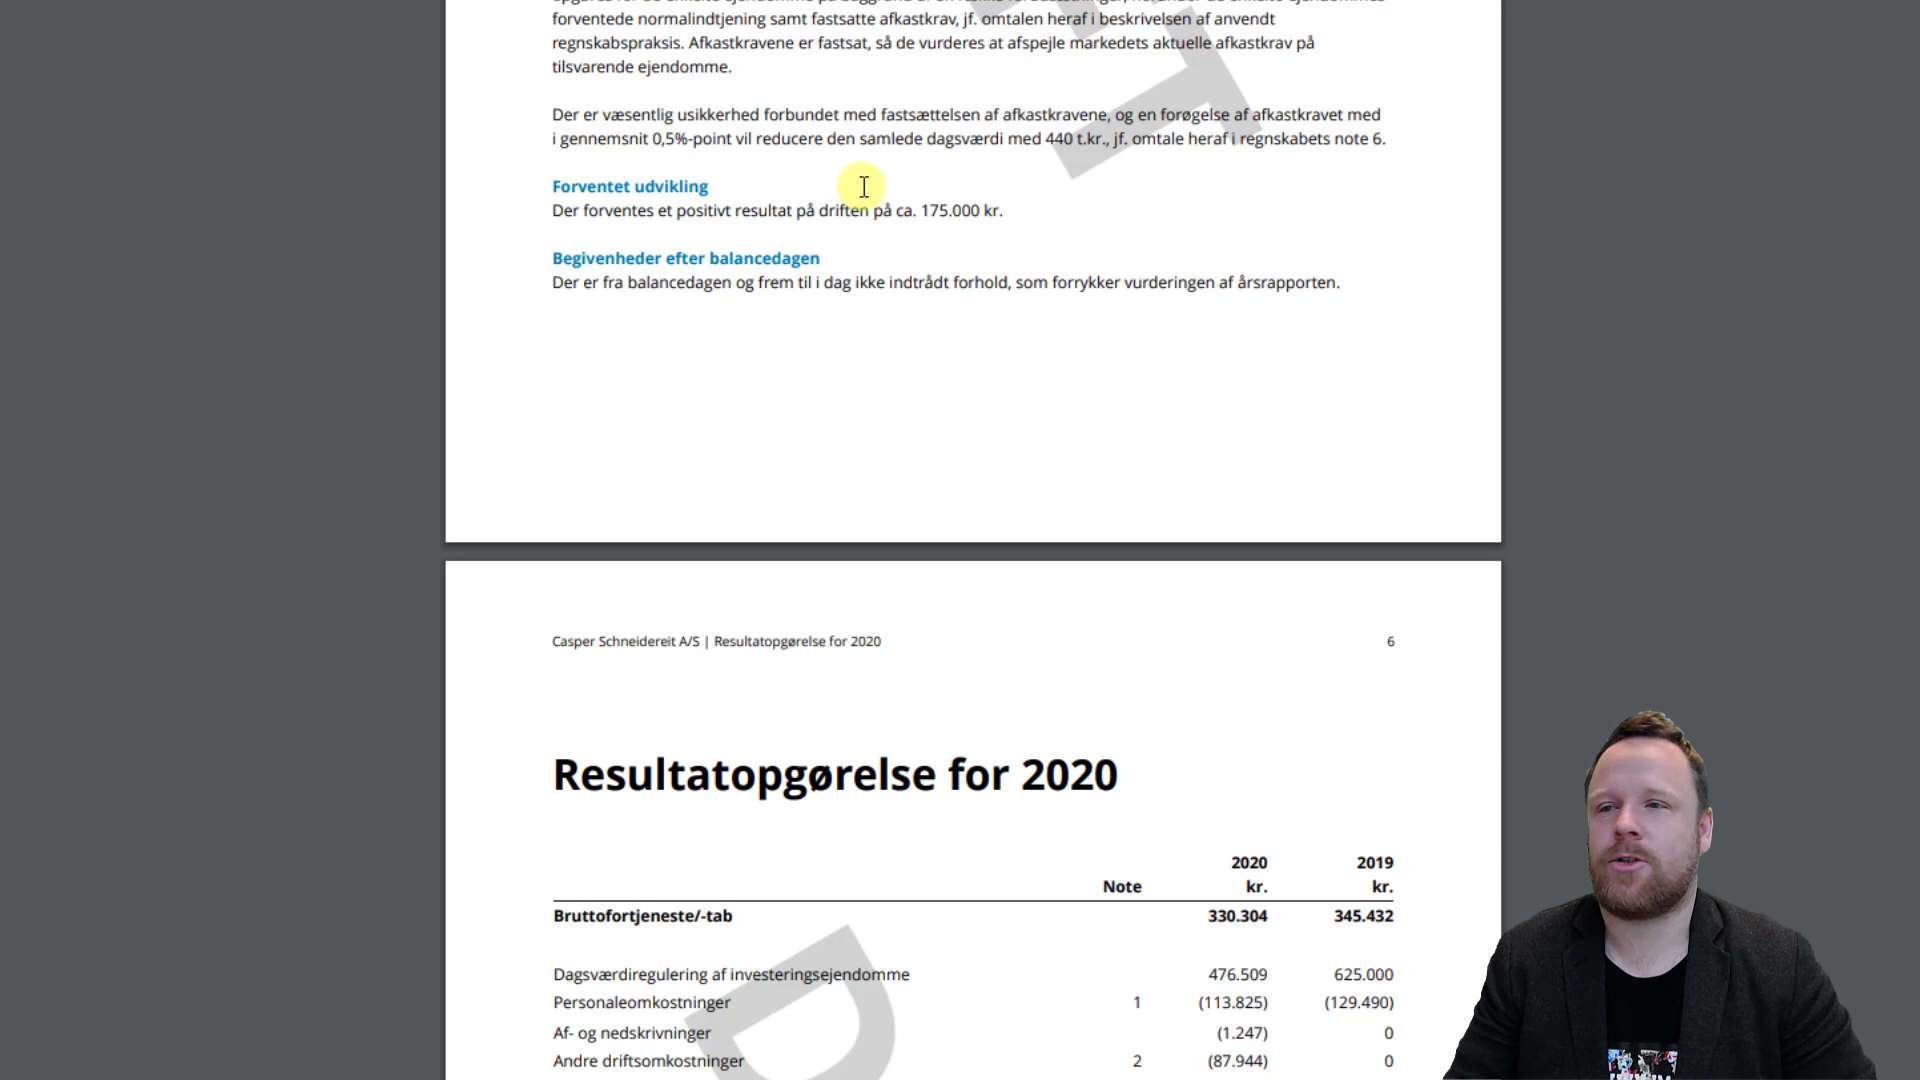 forventede normalindtjening samt fastsatte afkastkrav, jf. omtalen heraf i beskrivelsen af anvendt
regnskabspraksis. Afkastkravene er fastsat, så de vurderes at afspejle markedets aktuelle afkastkrav på
tilsvarende ejendomme.
Der er væsentlig usikkerhed forbundet med fastsættelsen af afkastkravene, og en forøgelse af afkastkravet med
i gennemsnit 0,5%-point vil reducere den samlede dagsværdi med 440 t.kr., jf. omtale heraf i regnskabets note 6.
Forventet udvikling
Der forventes et positivt resultat på driften på ca. 175.000 kr.
Begivenheder efter balancedagen
Der er fra balancedagen og frem til i dag ikke indtrådt forhold, som forrykker vurderingen af årsrapporten.
Casper Schneidereit A/S | Resultatopgørelse for 2020 6
Resultatopgørelse for 2020
2020 2019
Note kr. kr.
Bruttofortjeneste/-tab 330.304 345.432
Dagsværdiregulering af investeringsejendomme 476.509 625.000
Personaleomkostninger 1 (113.825) (129.490)
Af- og nedskrivninger (1.247) 0
Andre driftsomkostninger 2 (87.944) 0